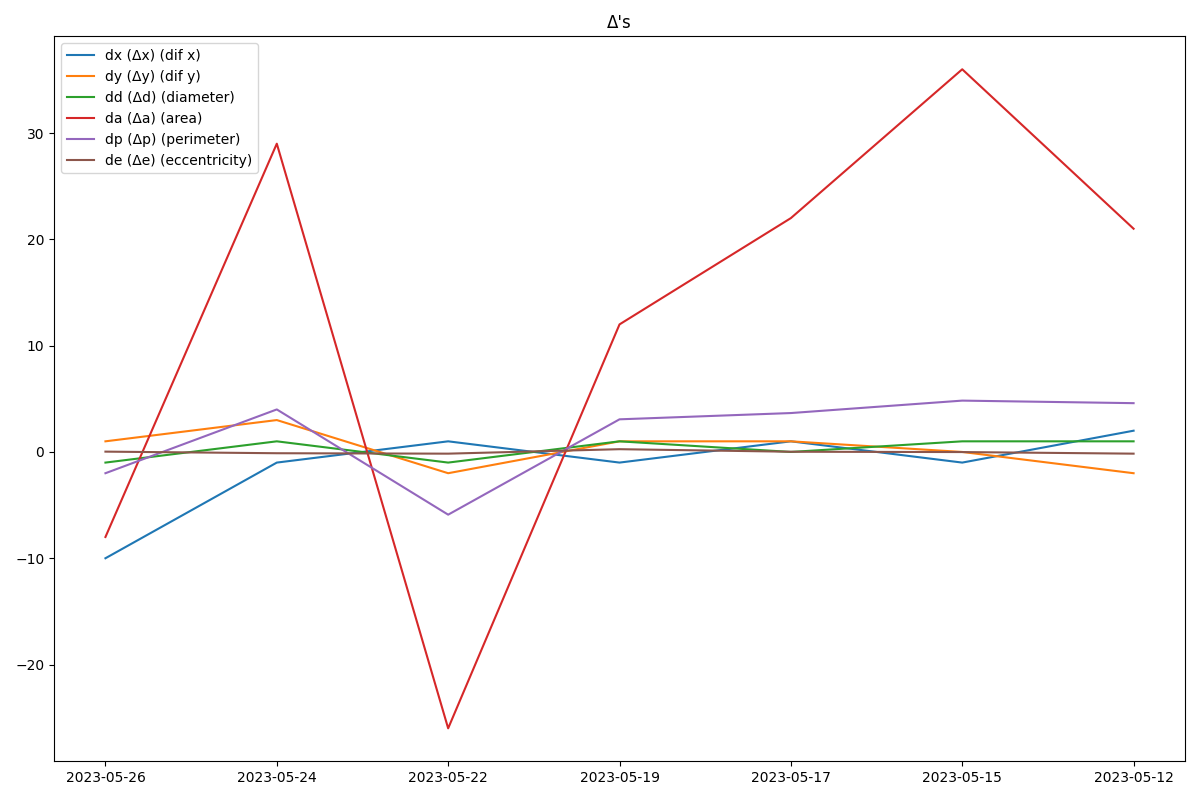 Δ's
dx (Δx) (dif x)
dy (Δy) (dif y)
dd (Δd) (diameter)
da (Δa) (area)
dp (Δp) (perimeter)
de (Δe) (eccentricity)
30
20
10
0
−10
−20
2023-05-26 2023-05-24 2023-05-22 2023-05-19 2023-05-17 2023-05-15 2023-05-12